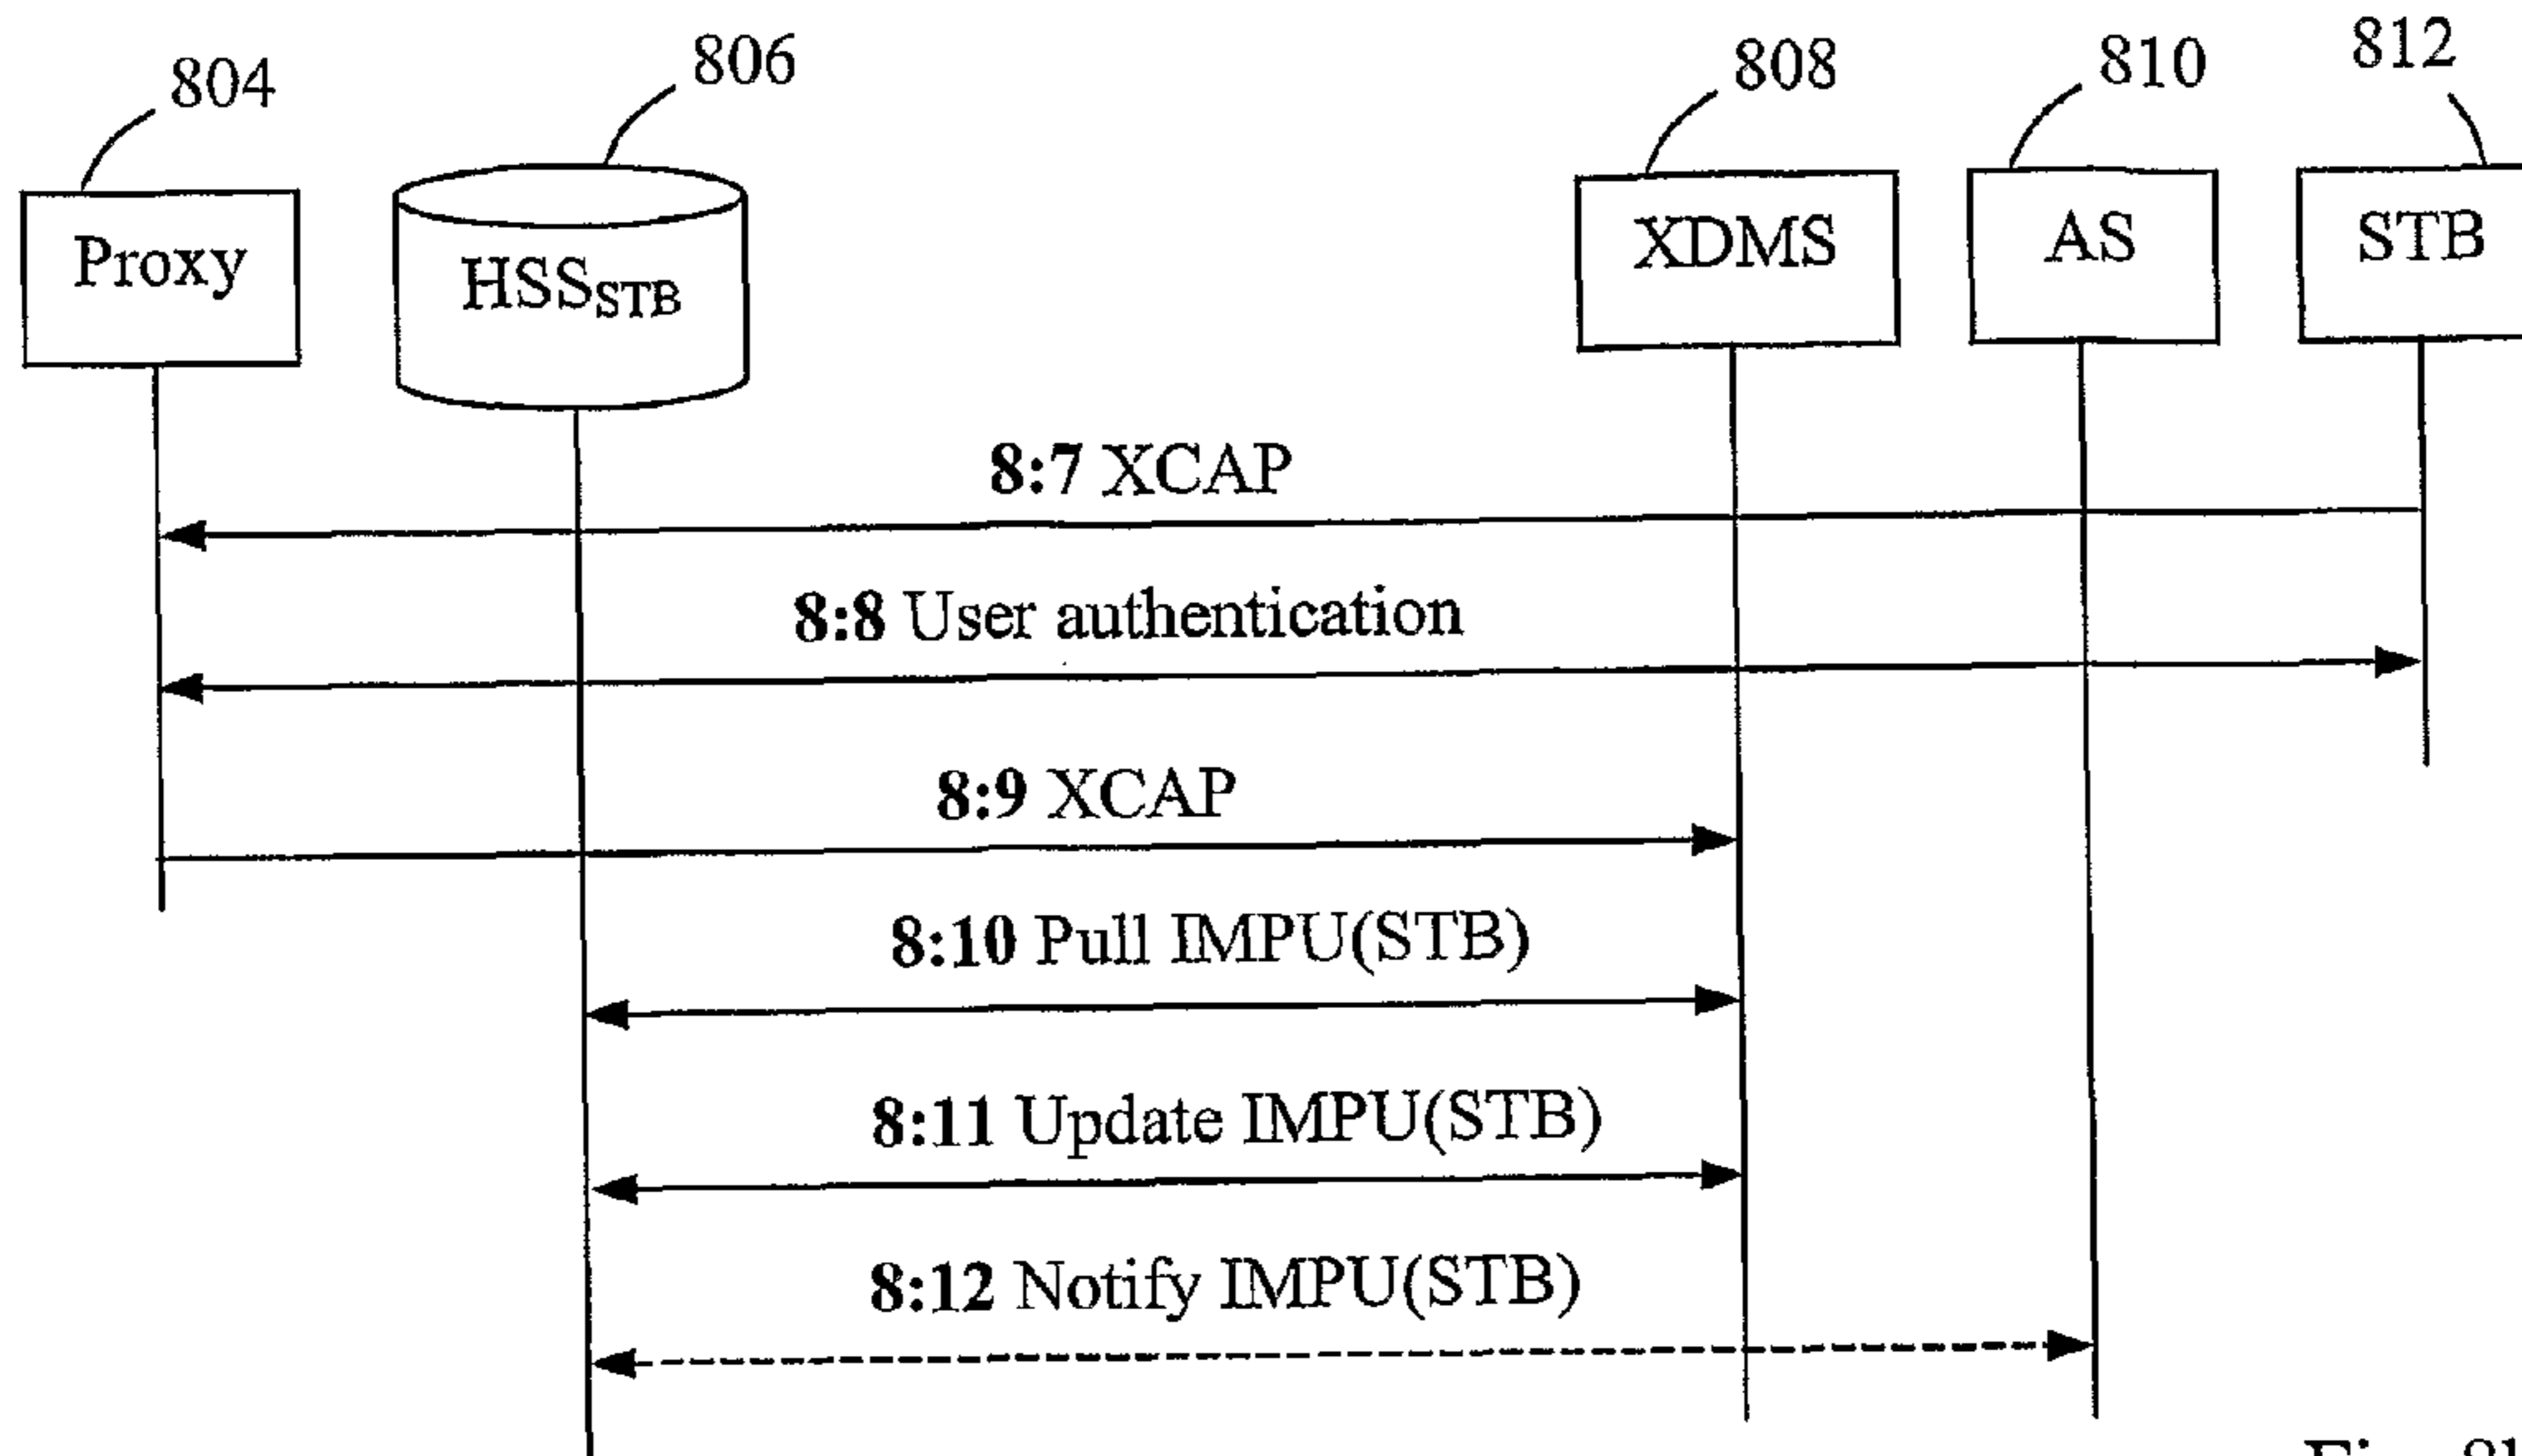 804
806
808
810
812
Proxy
HSSSTB
XDMS
AS
STB
8:7 XCAP
8:8 User authentication
8:9 XCAP
8:10 Pull IMPU(STB)
8:11 Update IMPU(STB)
8:12 Notify IMPU(STB)